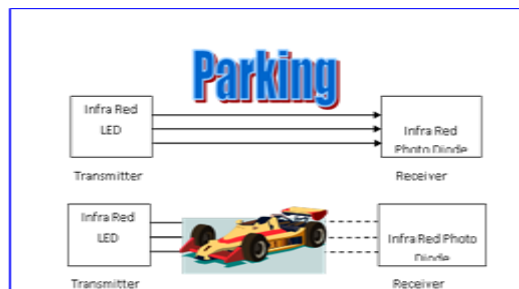 Parking
Infra Red
LED
Infra Red
Photo Diode
Transmitter
Receiver
Infra Red
LED
Infra Red Photo
Diode
Transmitter
Receiver